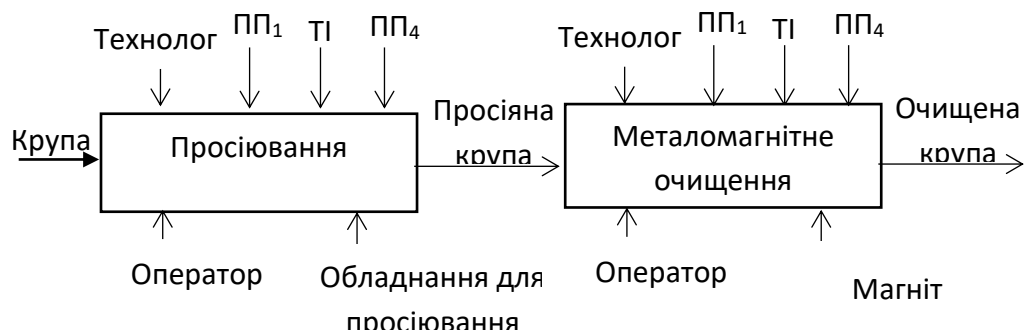 Технолог ПП₁ ТІ ПП₄
Технолог ПП₁ ТІ ПП₄
Крупа
Просіювання
Просіяна
крупа
Металомагнітне
очищення
Очищена
крупа
Оператор
Обладнання для
просіювання
Оператор
Магніт